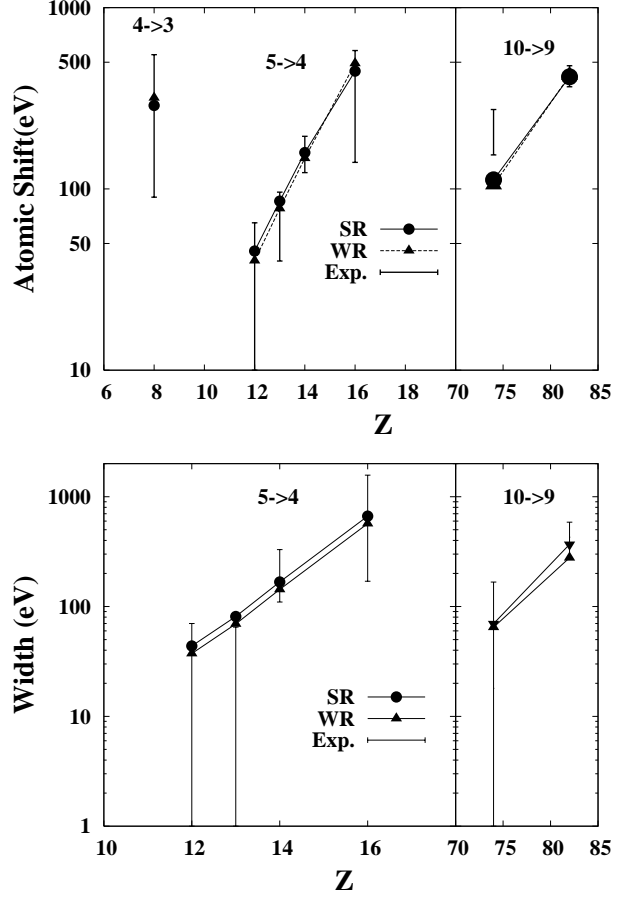 1000
500
100
50
10
Atomic Shift(eV)
4->3
5->4
10->9
SR
WR
Exp.
6 8 10 12 14 16 18 70 75 80 85
Z
1000
100
10
1
Width (eV)
5->4
10->9
SR
WR
Exp.
10 12 14 16 70 75 80 85
Z